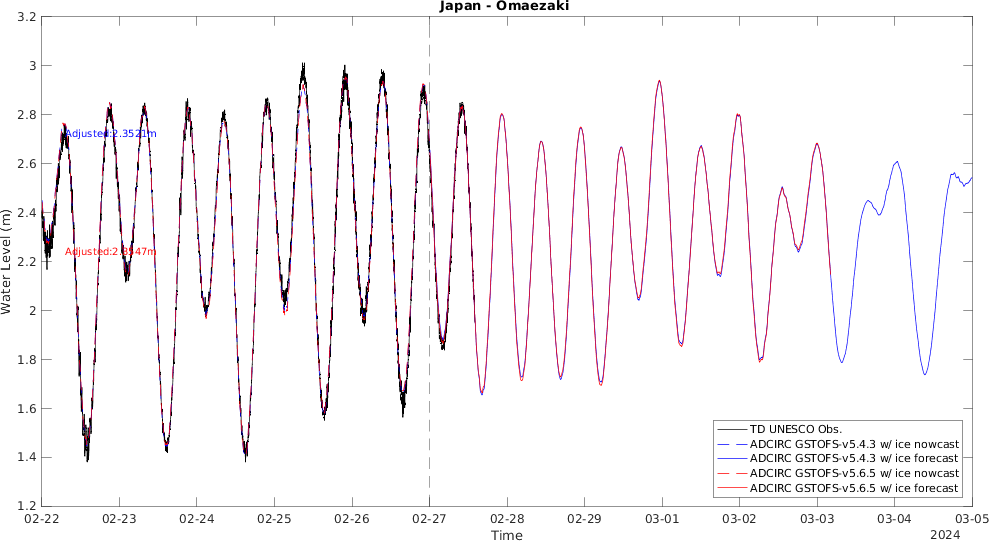 Japan - Omaezaki
3.2
3
2.8
2.6
2.4
2.2
2
1.8
1.6
1.4
1.2
Water Level (m)
Adjusted:2.3521m
TD UNESCO Obs.
ADCIRC GSTOFS-v5.4.3 w/ ice nowcast
ADCIRC GSTOFS-v5.4.3 w/ ice forecast
ADCIRC GSTOFS-v5.6.5 w/ ice nowcast
ADCIRC GSTOFS-v5.6.5 w/ ice forecast
02-22 02-23 02-24 02-25 02-26 02-27 02-28 02-29 03-01 03-02 03-03 03-04 03-05
Time
2024